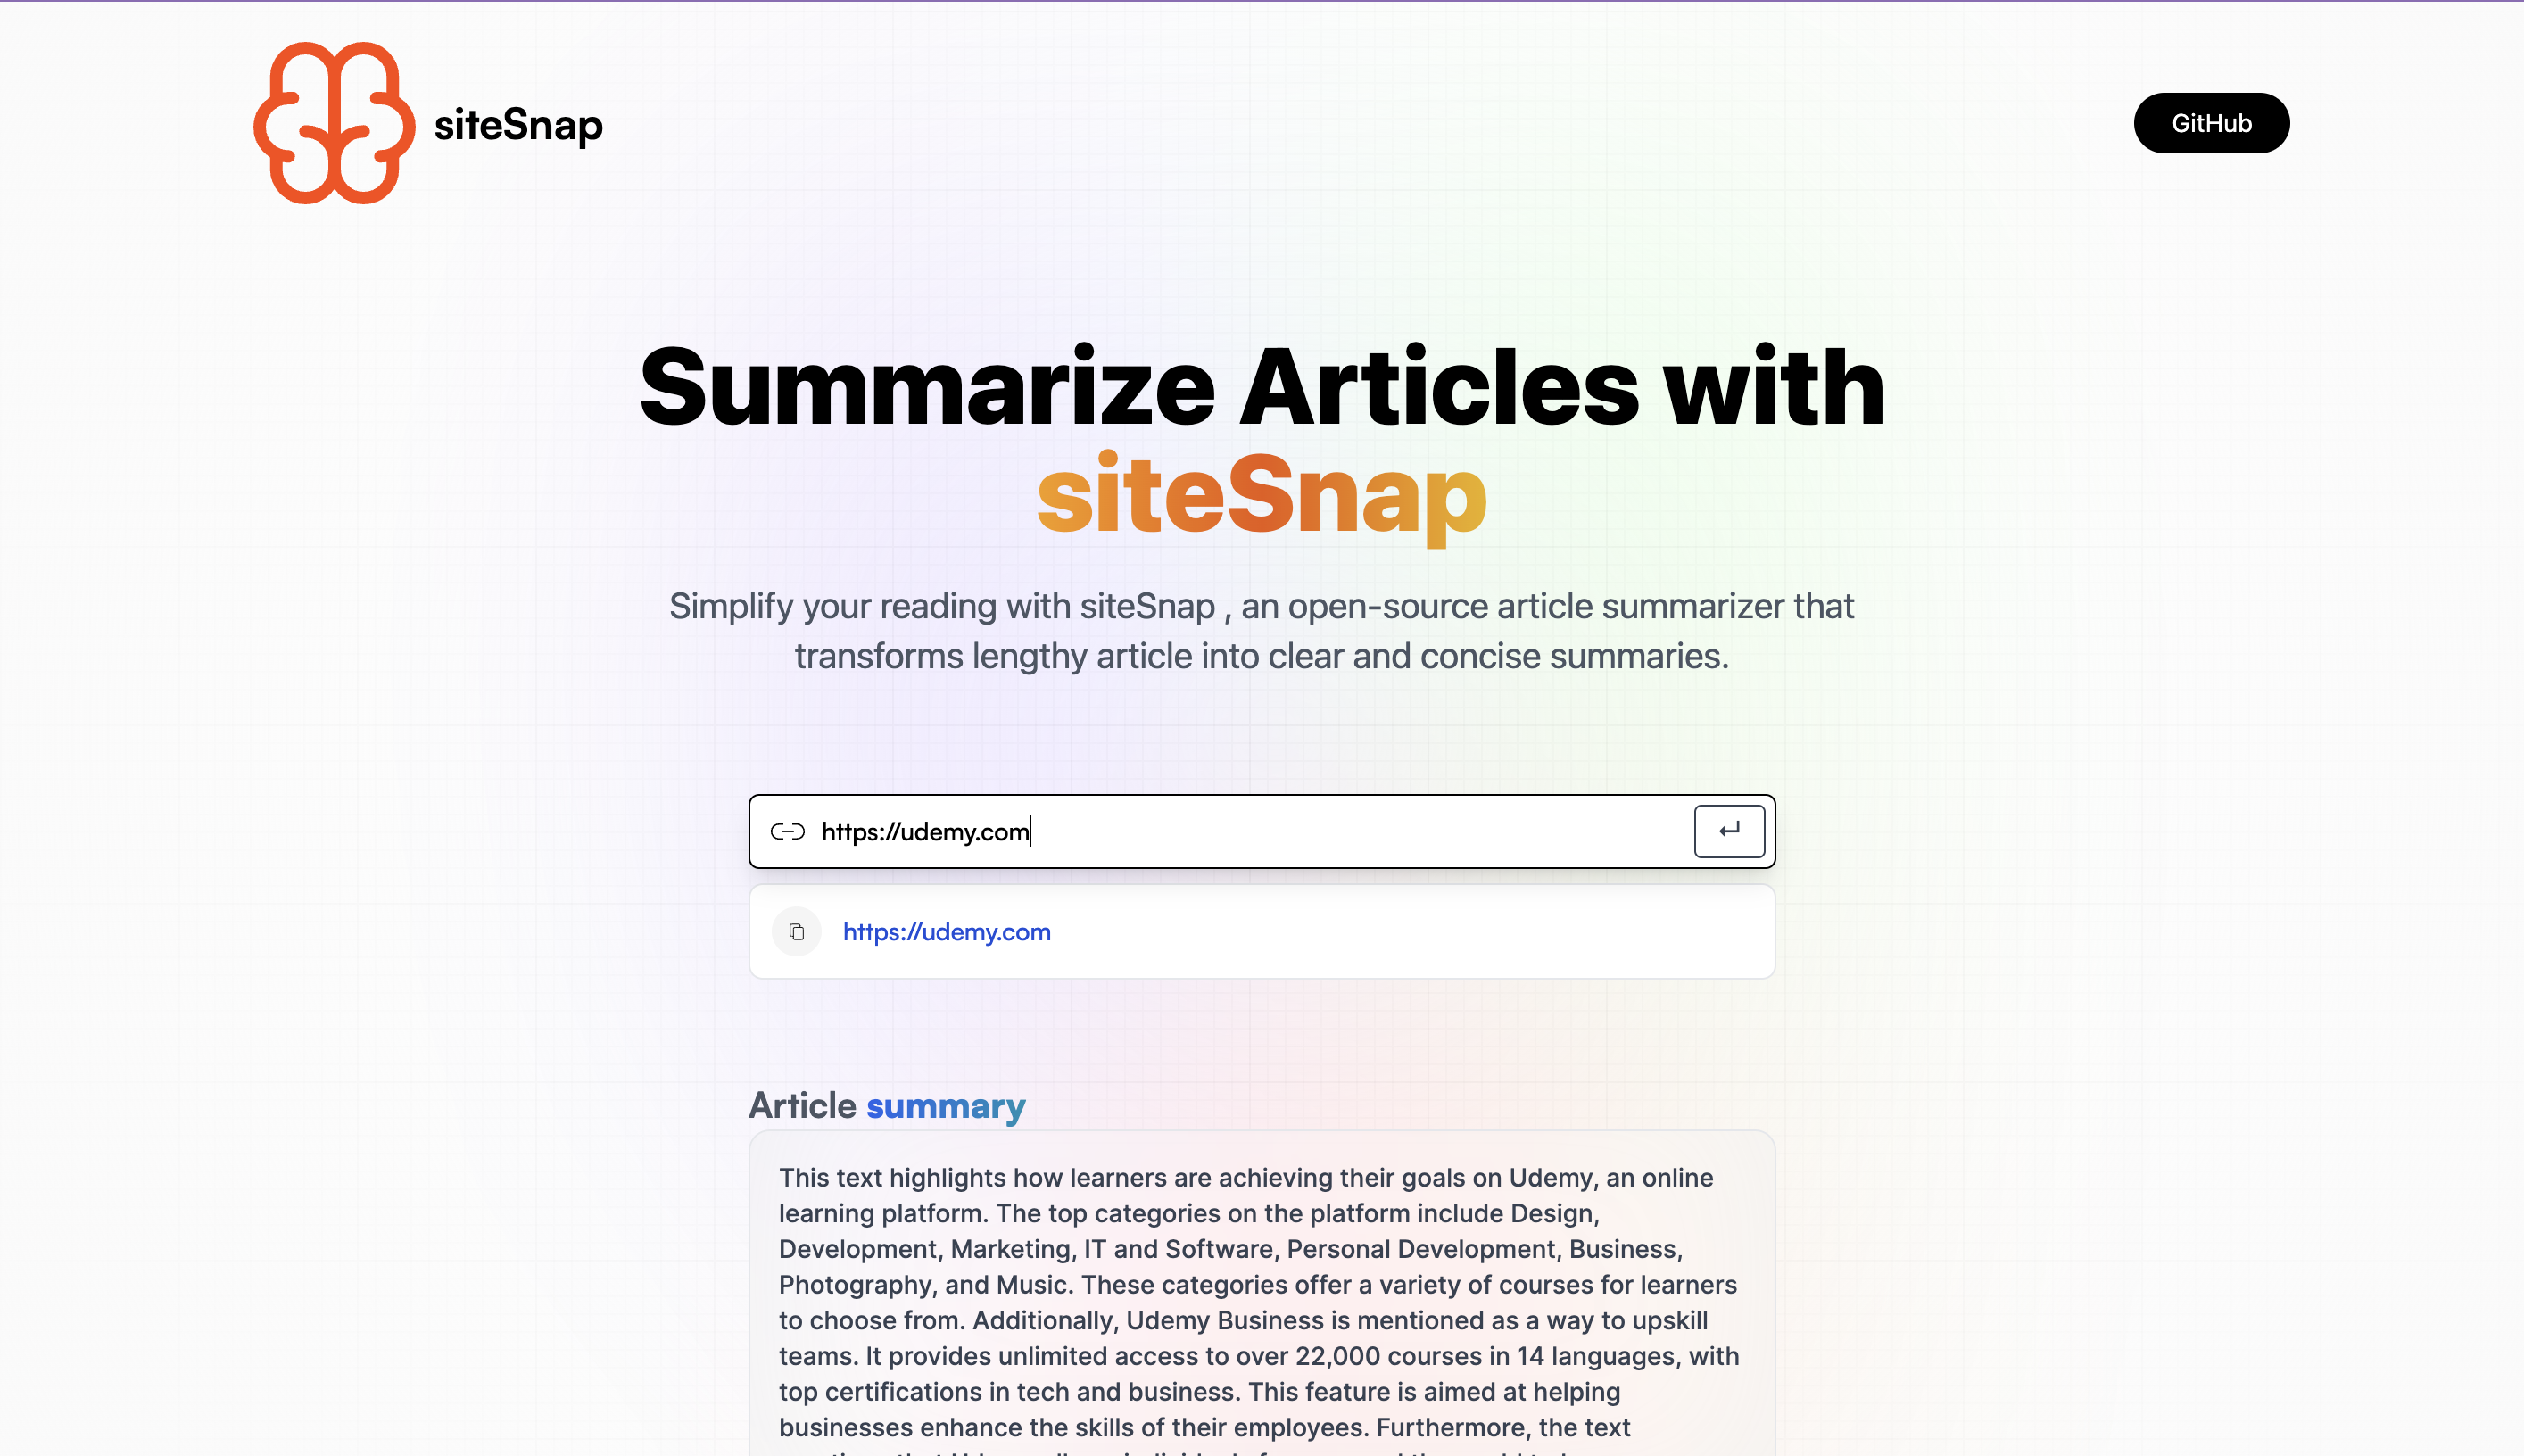 siteSnap
GitHub
Summarize Articles with
siteSnap
Simplify your reading with siteSnap , an open-source article summarizer that
transforms lengthy article into clear and concise summaries.
https://udemy.com
https://udemy.com
Article summary
This text highlights how learners are achieving their goals on Udemy, an online
learning platform. The top categories on the platform include Design,
Development, Marketing, IT and Software, Personal Development, Business,
Photography, and Music. These categories offer a variety of courses for learners
to choose from. Additionally, Udemy Business is mentioned as a way to upskill
teams. It provides unlimited access to over 22,000 courses in 14 languages, with
top certifications in tech and business. This feature is aimed at helping
businesses enhance the skills of their employees. Furthermore, the text